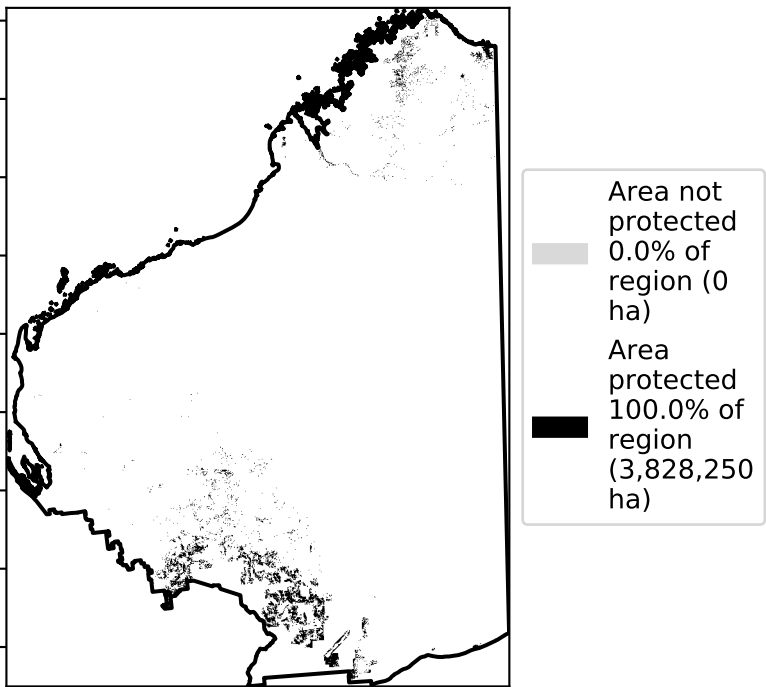 Area not
protected
0.0% of
region (0
ha)
Area
protected
100.0% of
region
(3,828,250
ha)